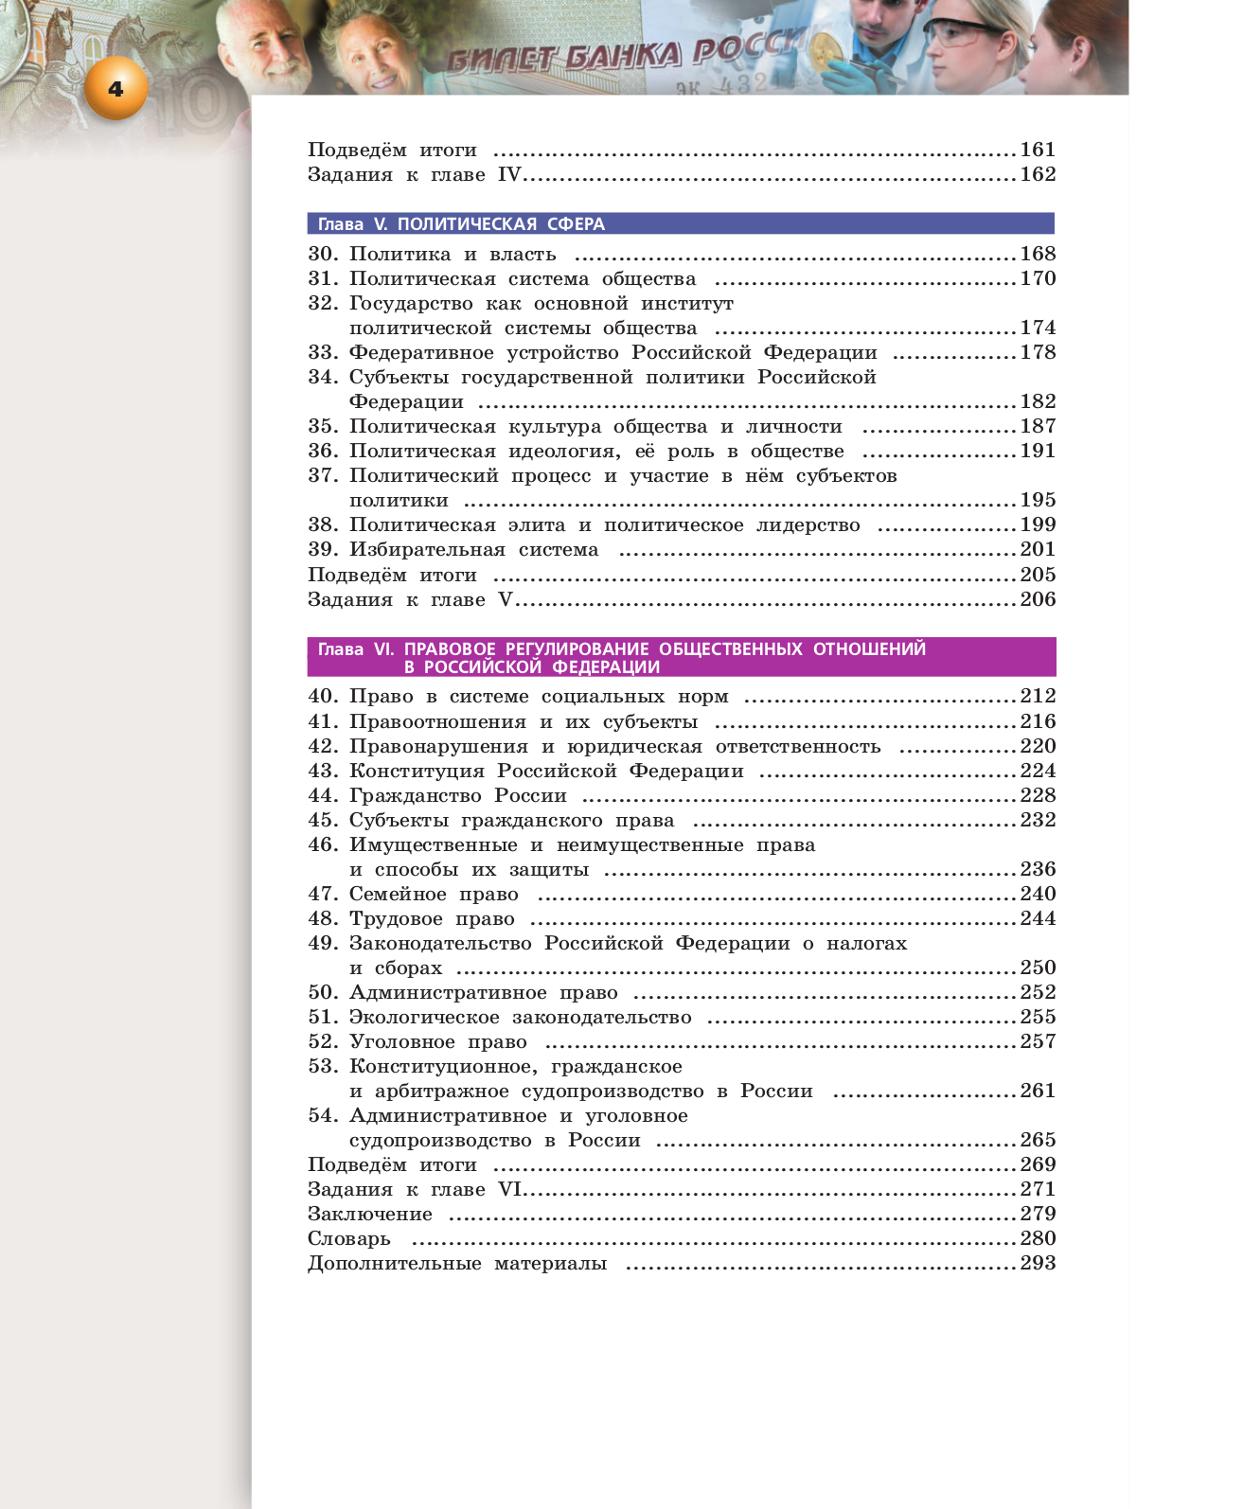 БИЛЕТ БАНКА РОССИ
4
Подведём итоги ........ 161
Задания к главе IV ........ 162
Глава V. ПОЛИТИЧЕСКАЯ СФЕРА
30. Политика и власть ........ 168
31. Политическая система общества ........ 170
32. Государство как основной институт
политической системы общества ........ 174
33. Федеративное устройство Российской Федерации ........ 178
34. Субъекты государственной политики Российской
Федерации ........ 182
35. Политическая культура общества и личности ........ 187
36. Политическая идеология, её роль в обществе ........ 191
37. Политический процесс и участие в нём субъектов
политики ........ 195
38. Политическая элита и политическое лидерство ........ 199
39. Избирательная система ........ 201
Подведём итоги ........ 205
Задания к главе V ........ 206
Глава VI. ПРАВОВОЕ РЕГУЛИРОВАНИЕ ОБЩЕСТВЕННЫХ ОТНОШЕНИЙ
В РОССИЙСКОЙ ФЕДЕРАЦИИ
40. Право в системе социальных норм ........ 212
41. Правоотношения и их субъекты ........ 216
42. Правонарушения и юридическая ответственность ........ 220
43. Конституция Российской Федерации ........ 224
44. Гражданство России ........ 228
45. Субъекты гражданского права ........ 232
46. Имущественные и неимущественные права
и способы их защиты ........ 236
47. Семейное право ........ 240
48. Трудовое право ........ 244
49. Законодательство Российской Федерации о налогах
и сборах ........ 250
50. Административное право ........ 252
51. Экологическое законодательство ........ 255
52. Уголовное право ........ 257
53. Конституционное, гражданское
и арбитражное судопроизводство в России ........ 261
54. Административное и уголовное
судопроизводство в России ........ 265
Подведём итоги ........ 269
Задания к главе VI ........ 271
Заключение ........ 279
Словарь ........ 280
Дополнительные материалы ........ 293